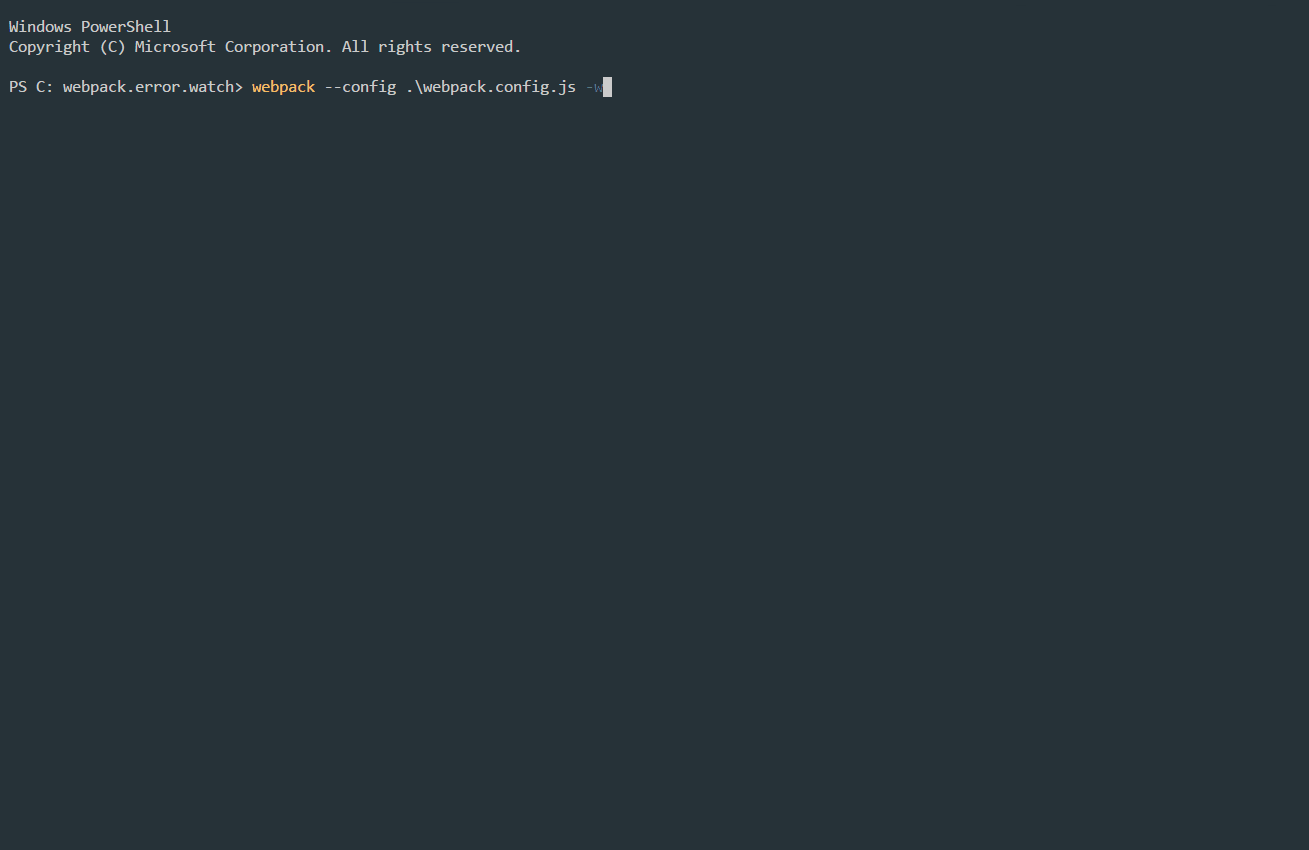 Windows PowerShell
Copyright (C) Microsoft Corporation. All rights reserved.
PS C: webpack.error.watch> webpack --config .\webpack.config.js -w